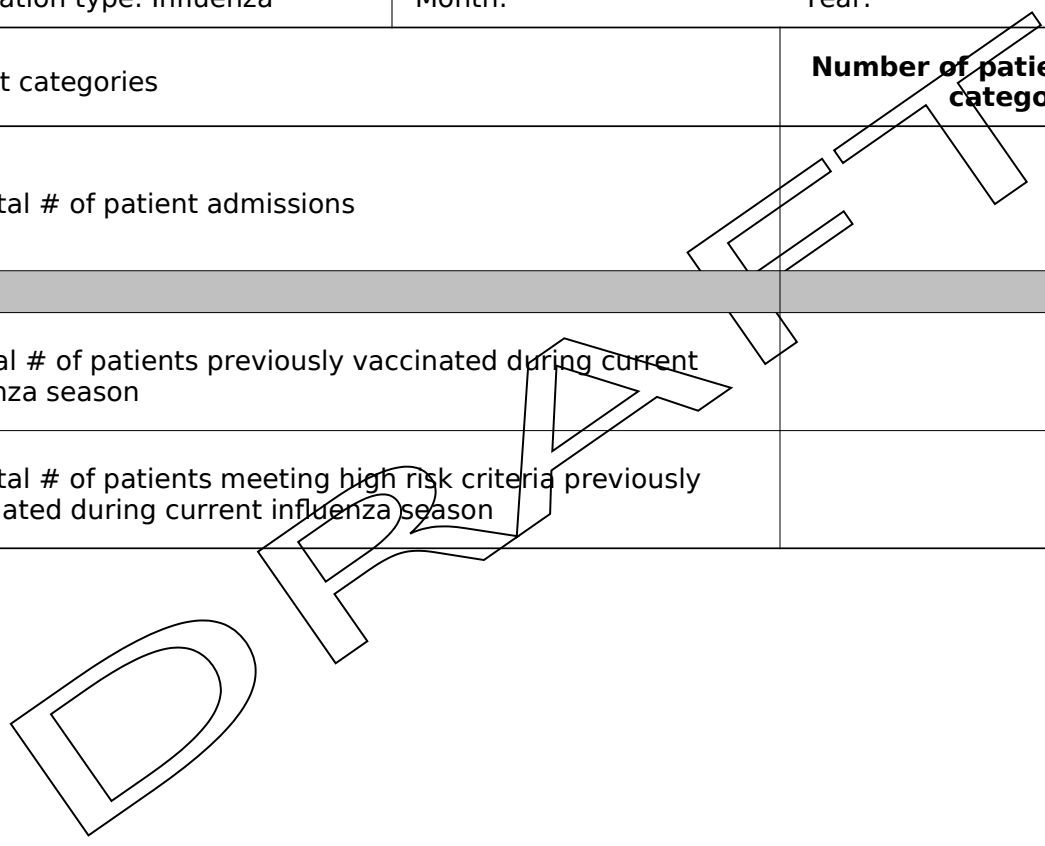 ation type: Influenza Month: Year:
t categories
Number of patie
catego
tal # of patient admissions
al # of patients previously vaccinated during current
nza season
tal # of patients meeting high risk criteria previously
ated during current influenza season
DRAFT